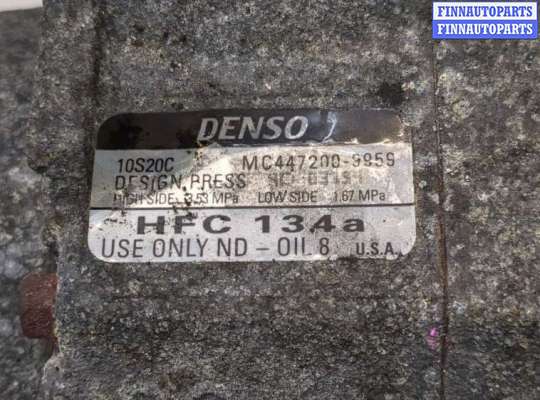 FINNAUTOPARTS
FINNAUTOPARTS
DENSO
10S20C MC447200-9959
DESIGN PRESS
HIGH SIDE 3.53 MPa LOW SIDE 1.67 MPa
HFC 134a
USE ONLY ND-OIL 8 U.S.A.